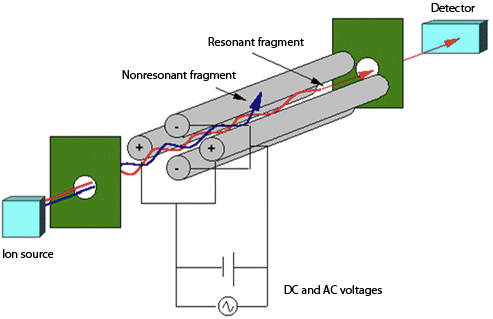 Detector
Resonant fragment
Nonresonant fragment
-
+
+
-
Ion source
DC and AC voltages